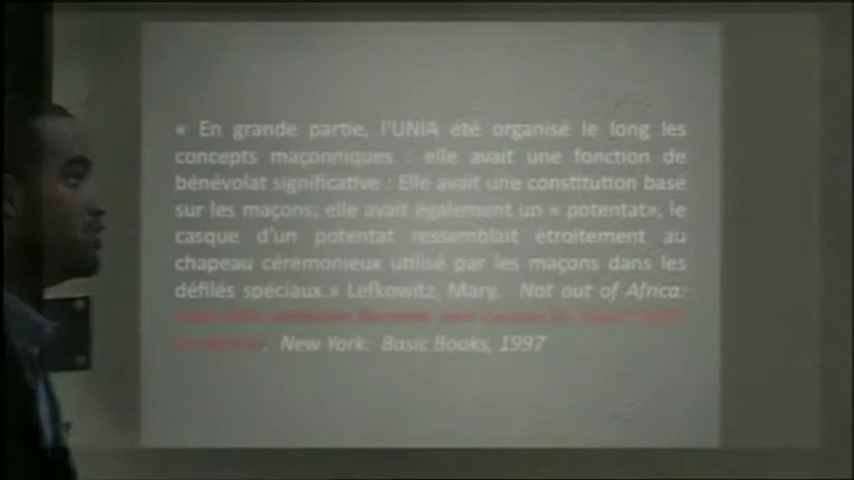 « En grande partie, l'UNIA été organisé le long les
concepts maçonniques : elle avait une fonction de
bénévolat significative : Elle avait une constitution basé
sur les maçons; elle avait également un « potentat», le
casque d'un potentat ressemblait étroitement au
chapeau cérémonieux utilisé par les maçons dans les
défilés spéciaux.» Lefkowitz, Mary. Not out of Africa:
. New York: Basic Books, 1997